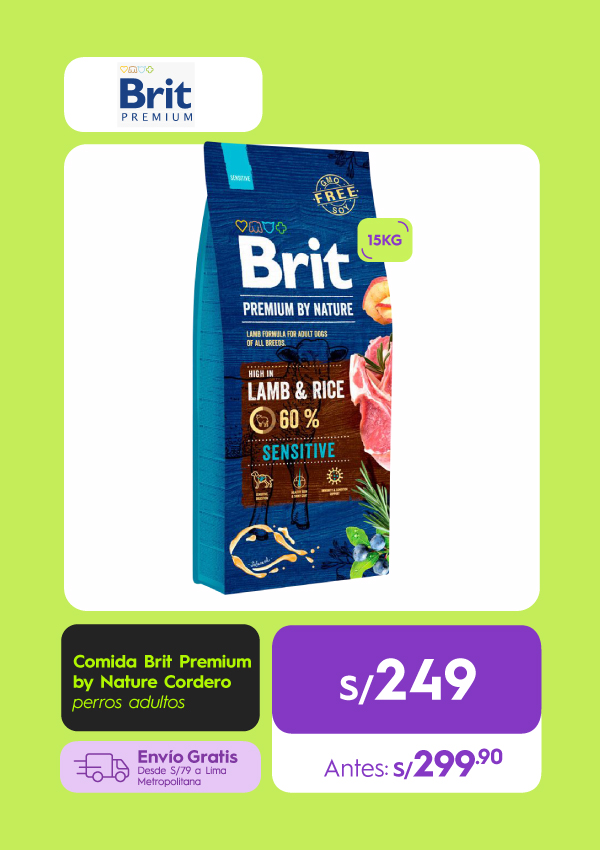 Brit
PREMIUM
SENSITIVE
GMO
FREE
SOY
15KG
Brit
PREMIUM BY NATURE
LAMB FORMULA FOR ADULT DOGS
OF ALL BREEDS.
HIGH IN
LAMB & RICE
60 %
SENSITIVE
Comida Brit Premium
by Nature Cordero
perros adultos
S/249
Envío Gratis
Desde S/79 a Lima
Metropolitana
Antes: S/299.90